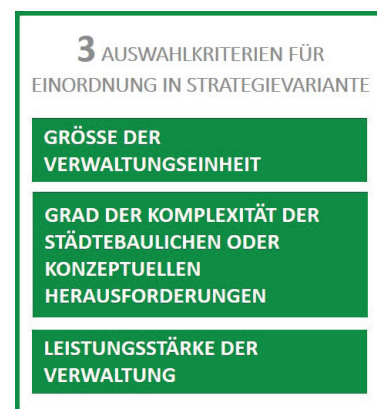 3 AUSWAHLKRITERIEN FÜR
EINORDNUNG IN STRATEGIEVARIANTE
GRÖSSE DER
VERWALTUNGSEINHEIT
GRAD DER KOMPLEXITÄT DER
STÄDTEBAULICHEN ODER
KONZEPTUELLEN
HERAUSFORDERUNGEN
LEISTUNGSSTÄRKE DER
VERWALTUNG